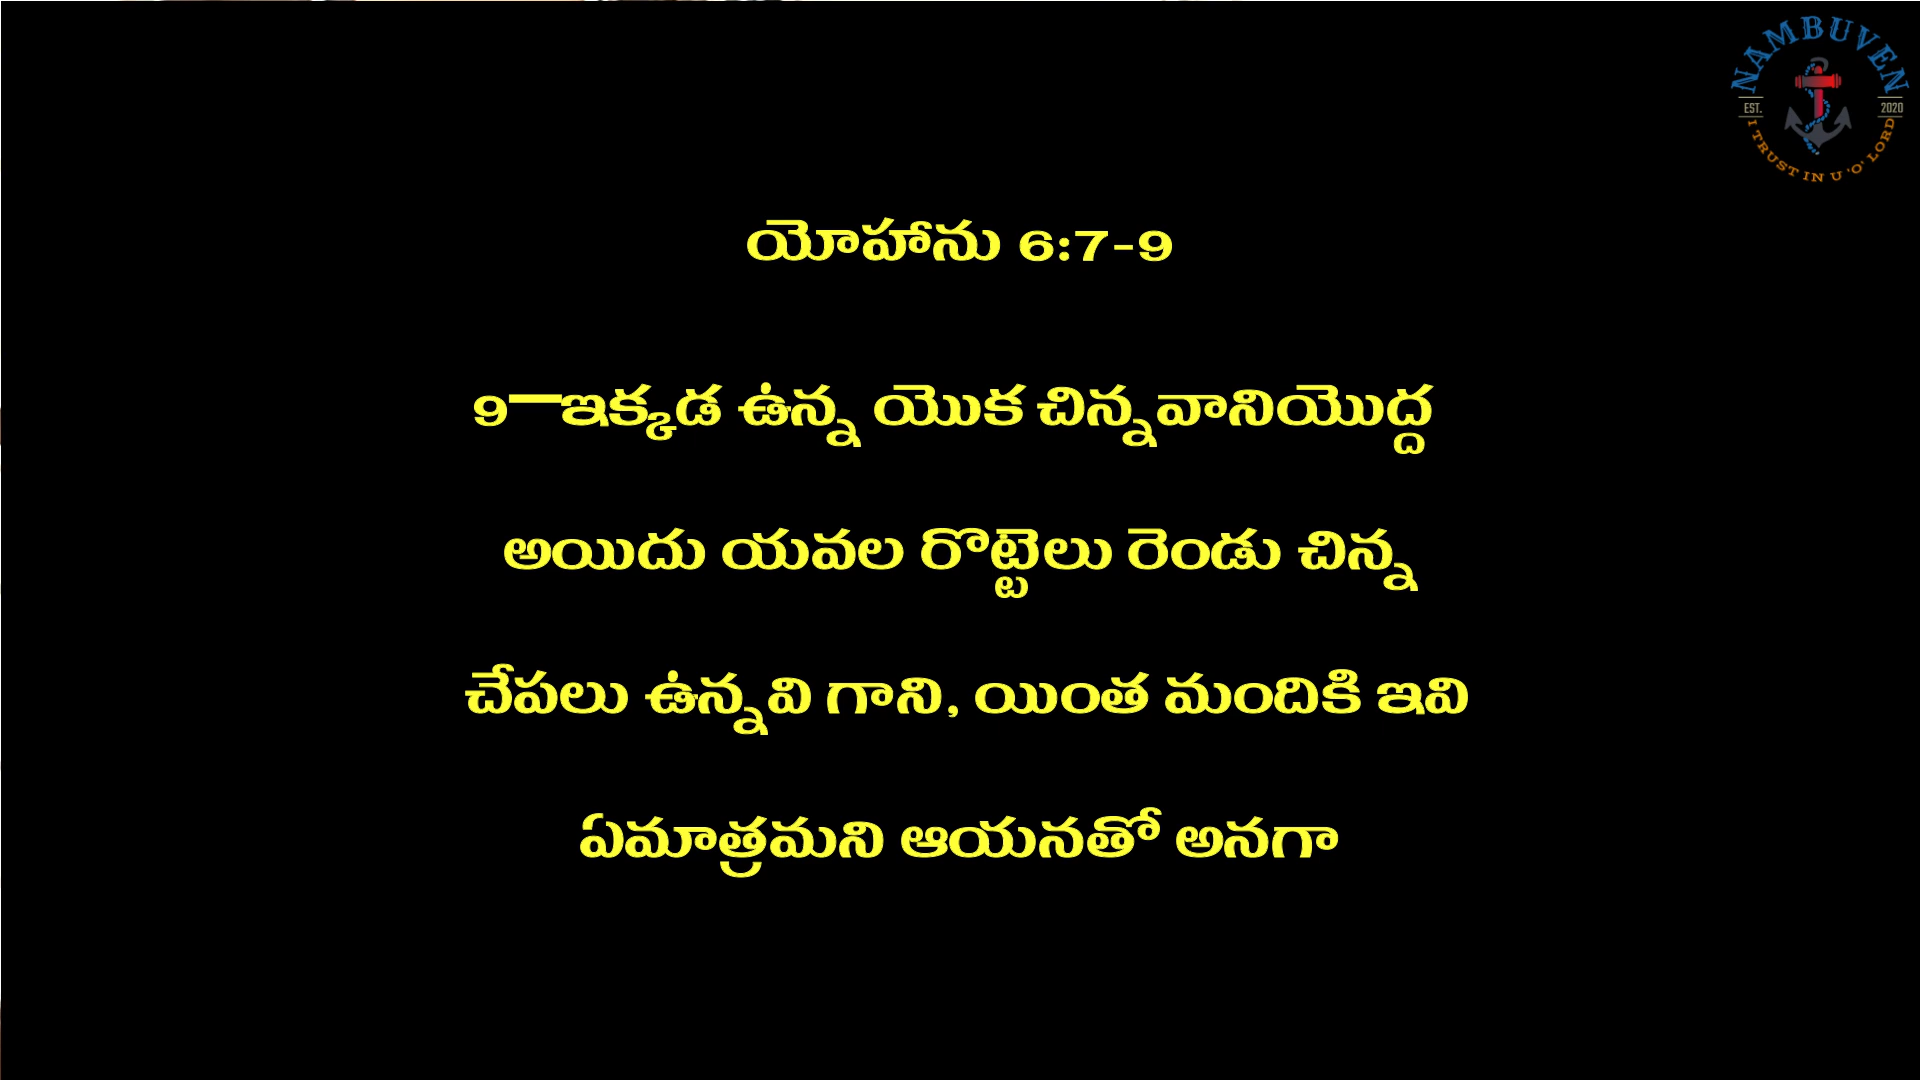 NAMBUVEN
EST. 2020
I TRUST IN U 'O' LORD
యోహాను 6:7-9
9―ఇక్కడ ఉన్న యొక చిన్నవానియొద్ద
అయిదు యవల రొట్టెలు రెండు చిన్న
చేపలు ఉన్నవి గాని, యింత మందికి ఇవి
ఏమాత్రమని ఆయనతో అనగా